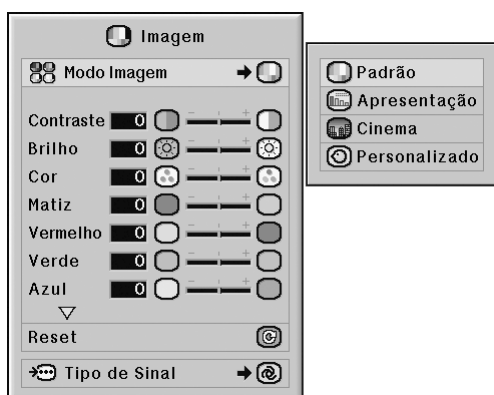 Imagem
Modo Imagem
Contraste 0
Brilho 0
Cor 0
Matiz 0
Vermelho 0
Verde 0
Azul 0
Reset
Tipo de Sinal
Padrão
Apresentação
Cinema
Personalizado